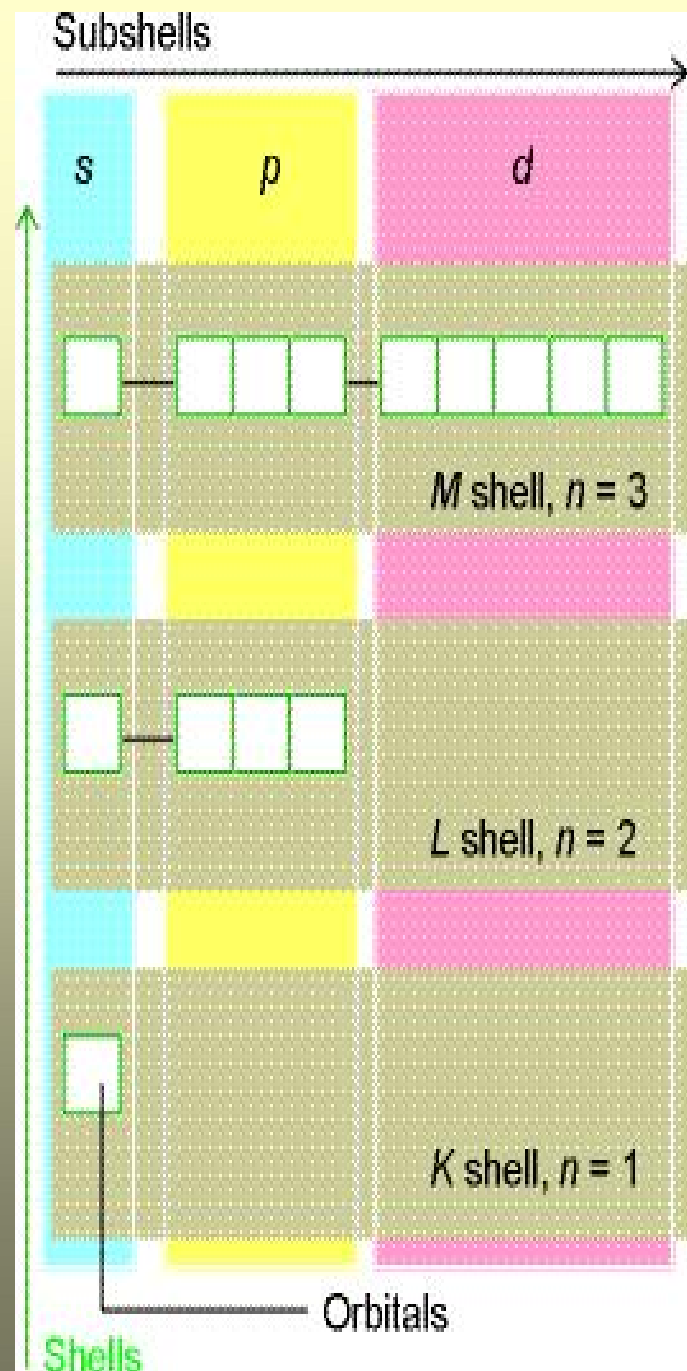 Subshells
s p d
M shell, n = 3
L shell, n = 2
K shell, n = 1
Orbitals
Shells